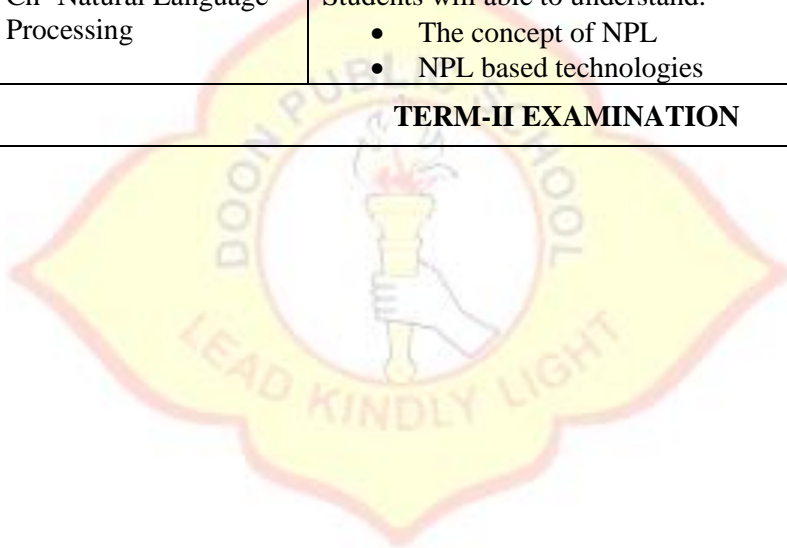 Ch- Natural Language
Processing
Students will able to understand:
• The concept of NPL
• NPL based technologies
TERM-II EXAMINATION
DOON PUBLIC SCHOOL
LEAD KINDLY LIGHT